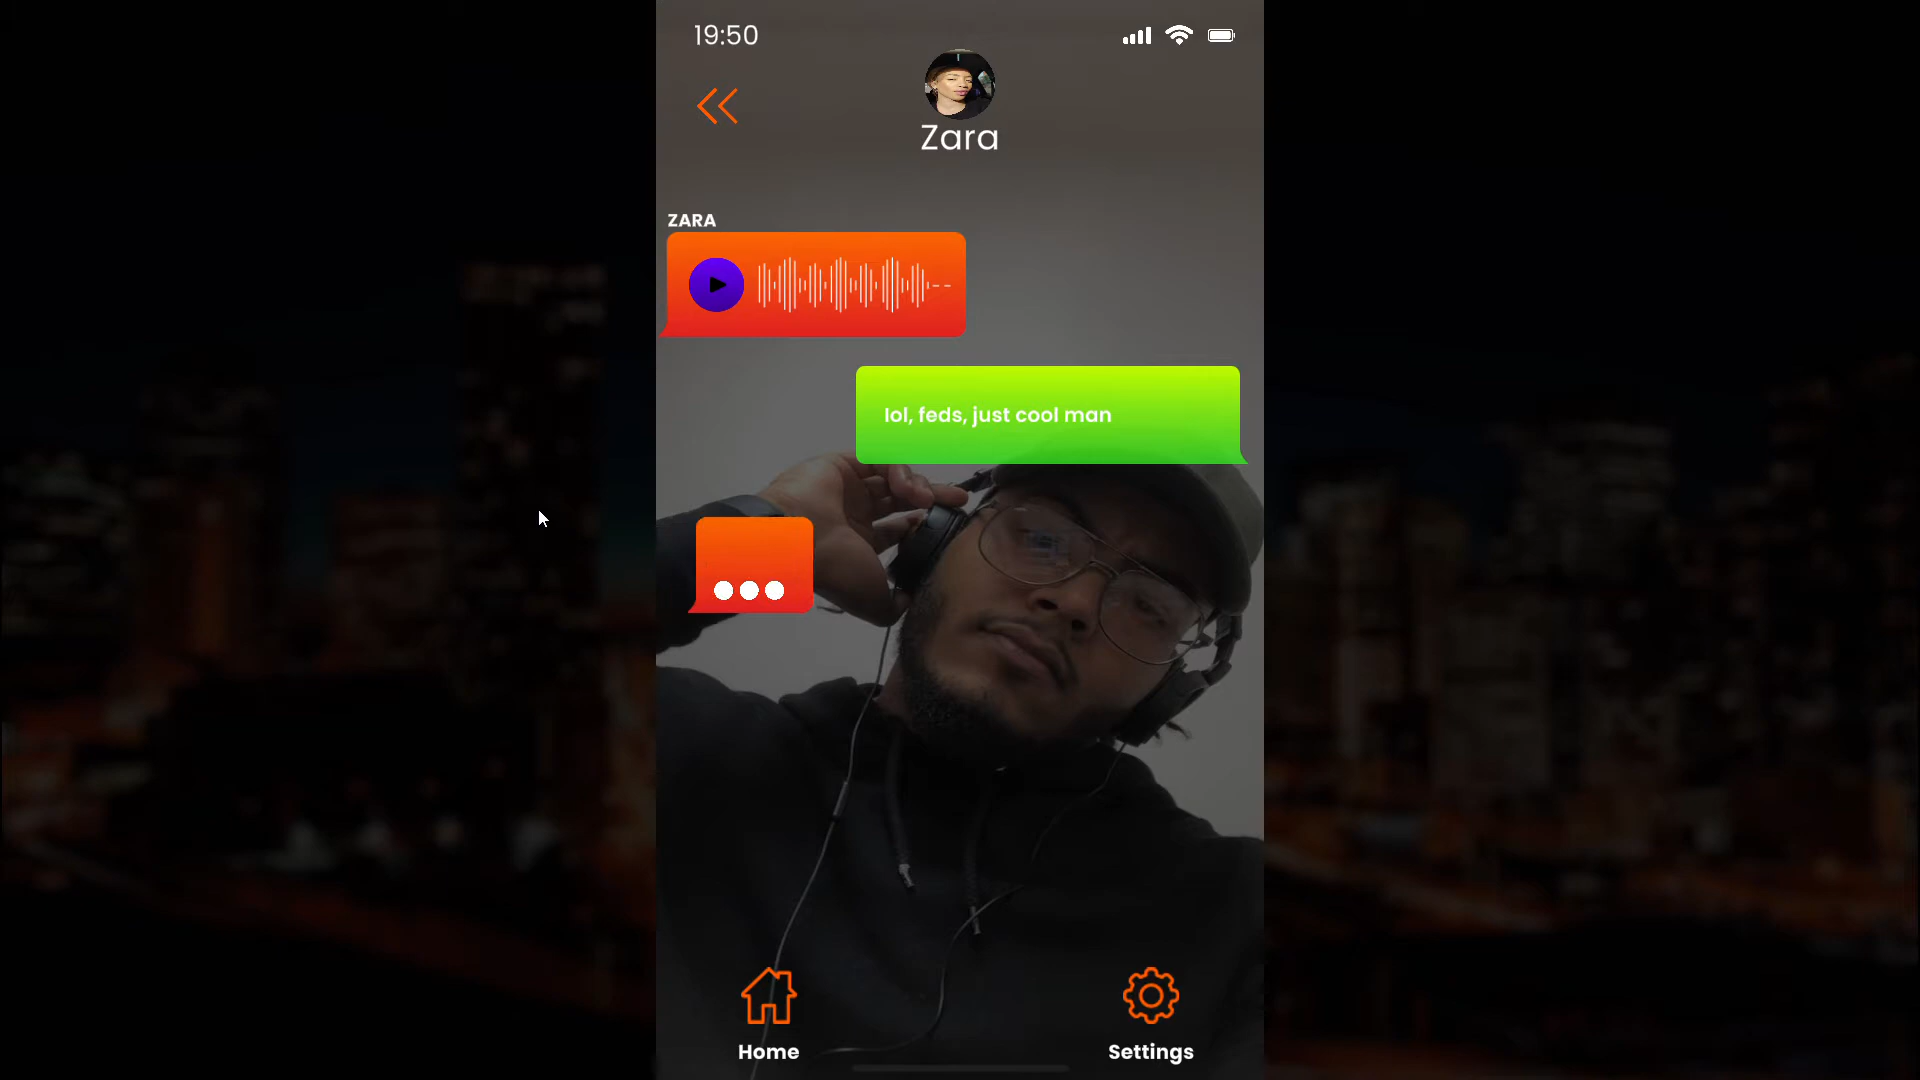 19:50
Zara
ZARA
lol, feds, just cool man
Home
Settings